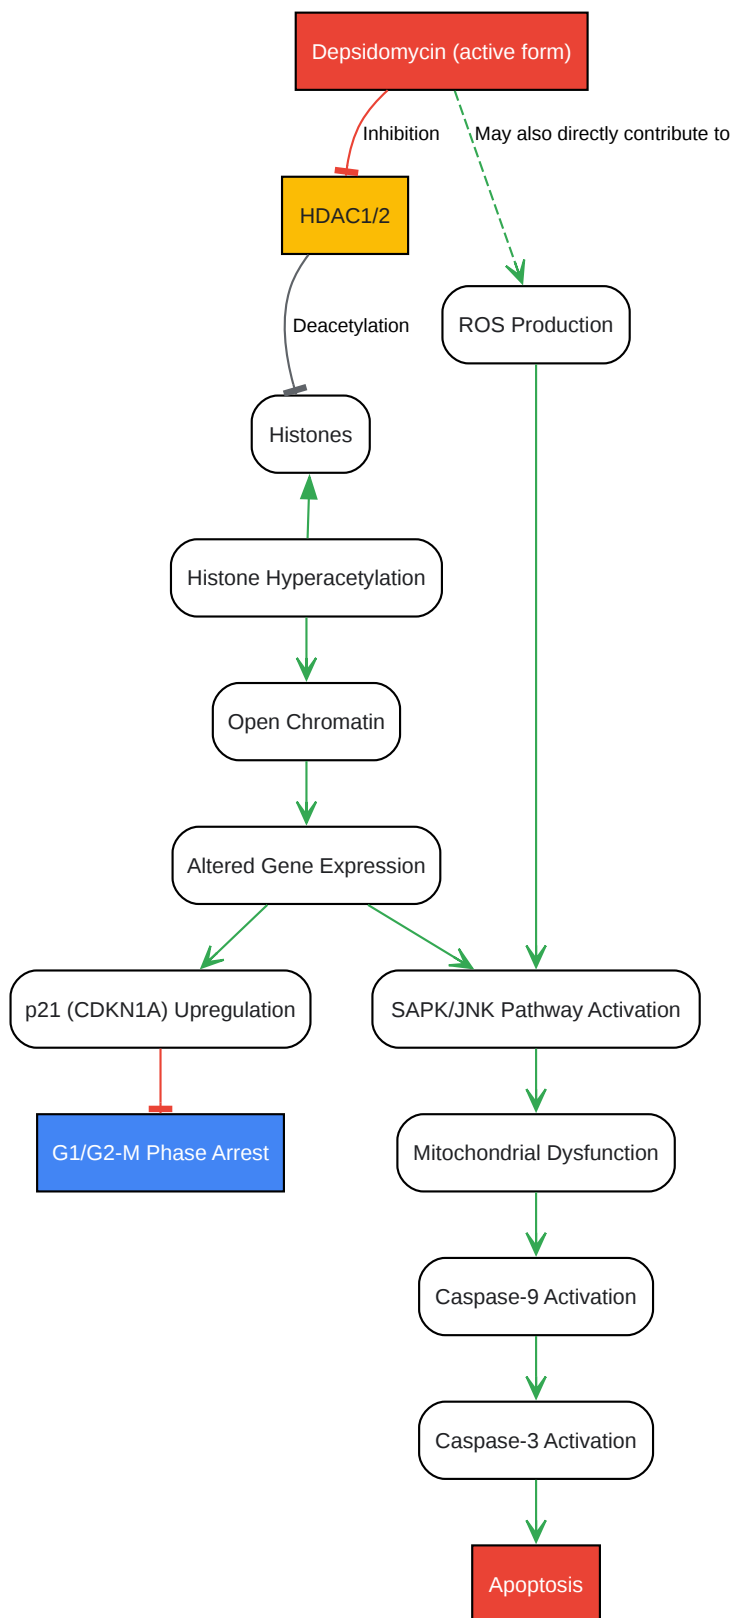 Depsidomycin (active form)
Inhibition
May also directly contribute to
HDAC1/2
Deacetylation
ROS Production
Histones
Histone Hyperacetylation
Open Chromatin
Altered Gene Expression
p21 (CDKN1A) Upregulation
SAPK/JNK Pathway Activation
G1/G2-M Phase Arrest
Mitochondrial Dysfunction
Caspase-9 Activation
Caspase-3 Activation
Apoptosis